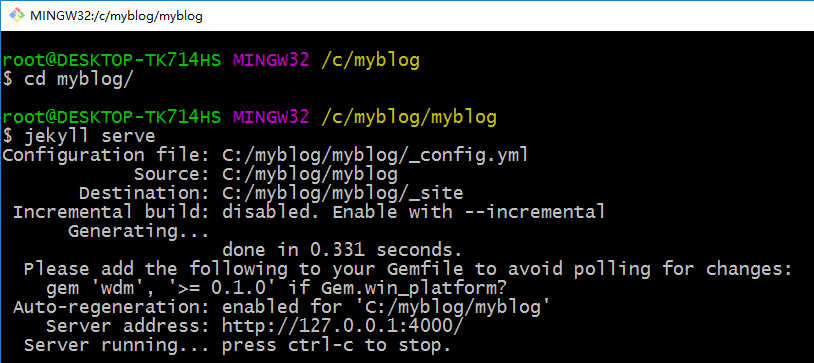 MINGW32:/c/myblog/myblog
root@DESKTOP-TK714HS MINGW32 /c/myblog
$ cd myblog/
root@DESKTOP-TK714HS MINGW32 /c/myblog/myblog
$ jekyll serve
Configuration file: C:/myblog/myblog/_config.yml
Source: C:/myblog/myblog
Destination: C:/myblog/myblog/_site
Incremental build: disabled. Enable with --incremental
Generating...
done in 0.331 seconds.
Please add the following to your Gemfile to avoid polling for changes:
gem 'wdm', '>= 0.1.0' if Gem.win_platform?
Auto-regeneration: enabled for 'C:/myblog/myblog'
Server address: http://127.0.0.1:4000/
Server running... press ctrl-c to stop.